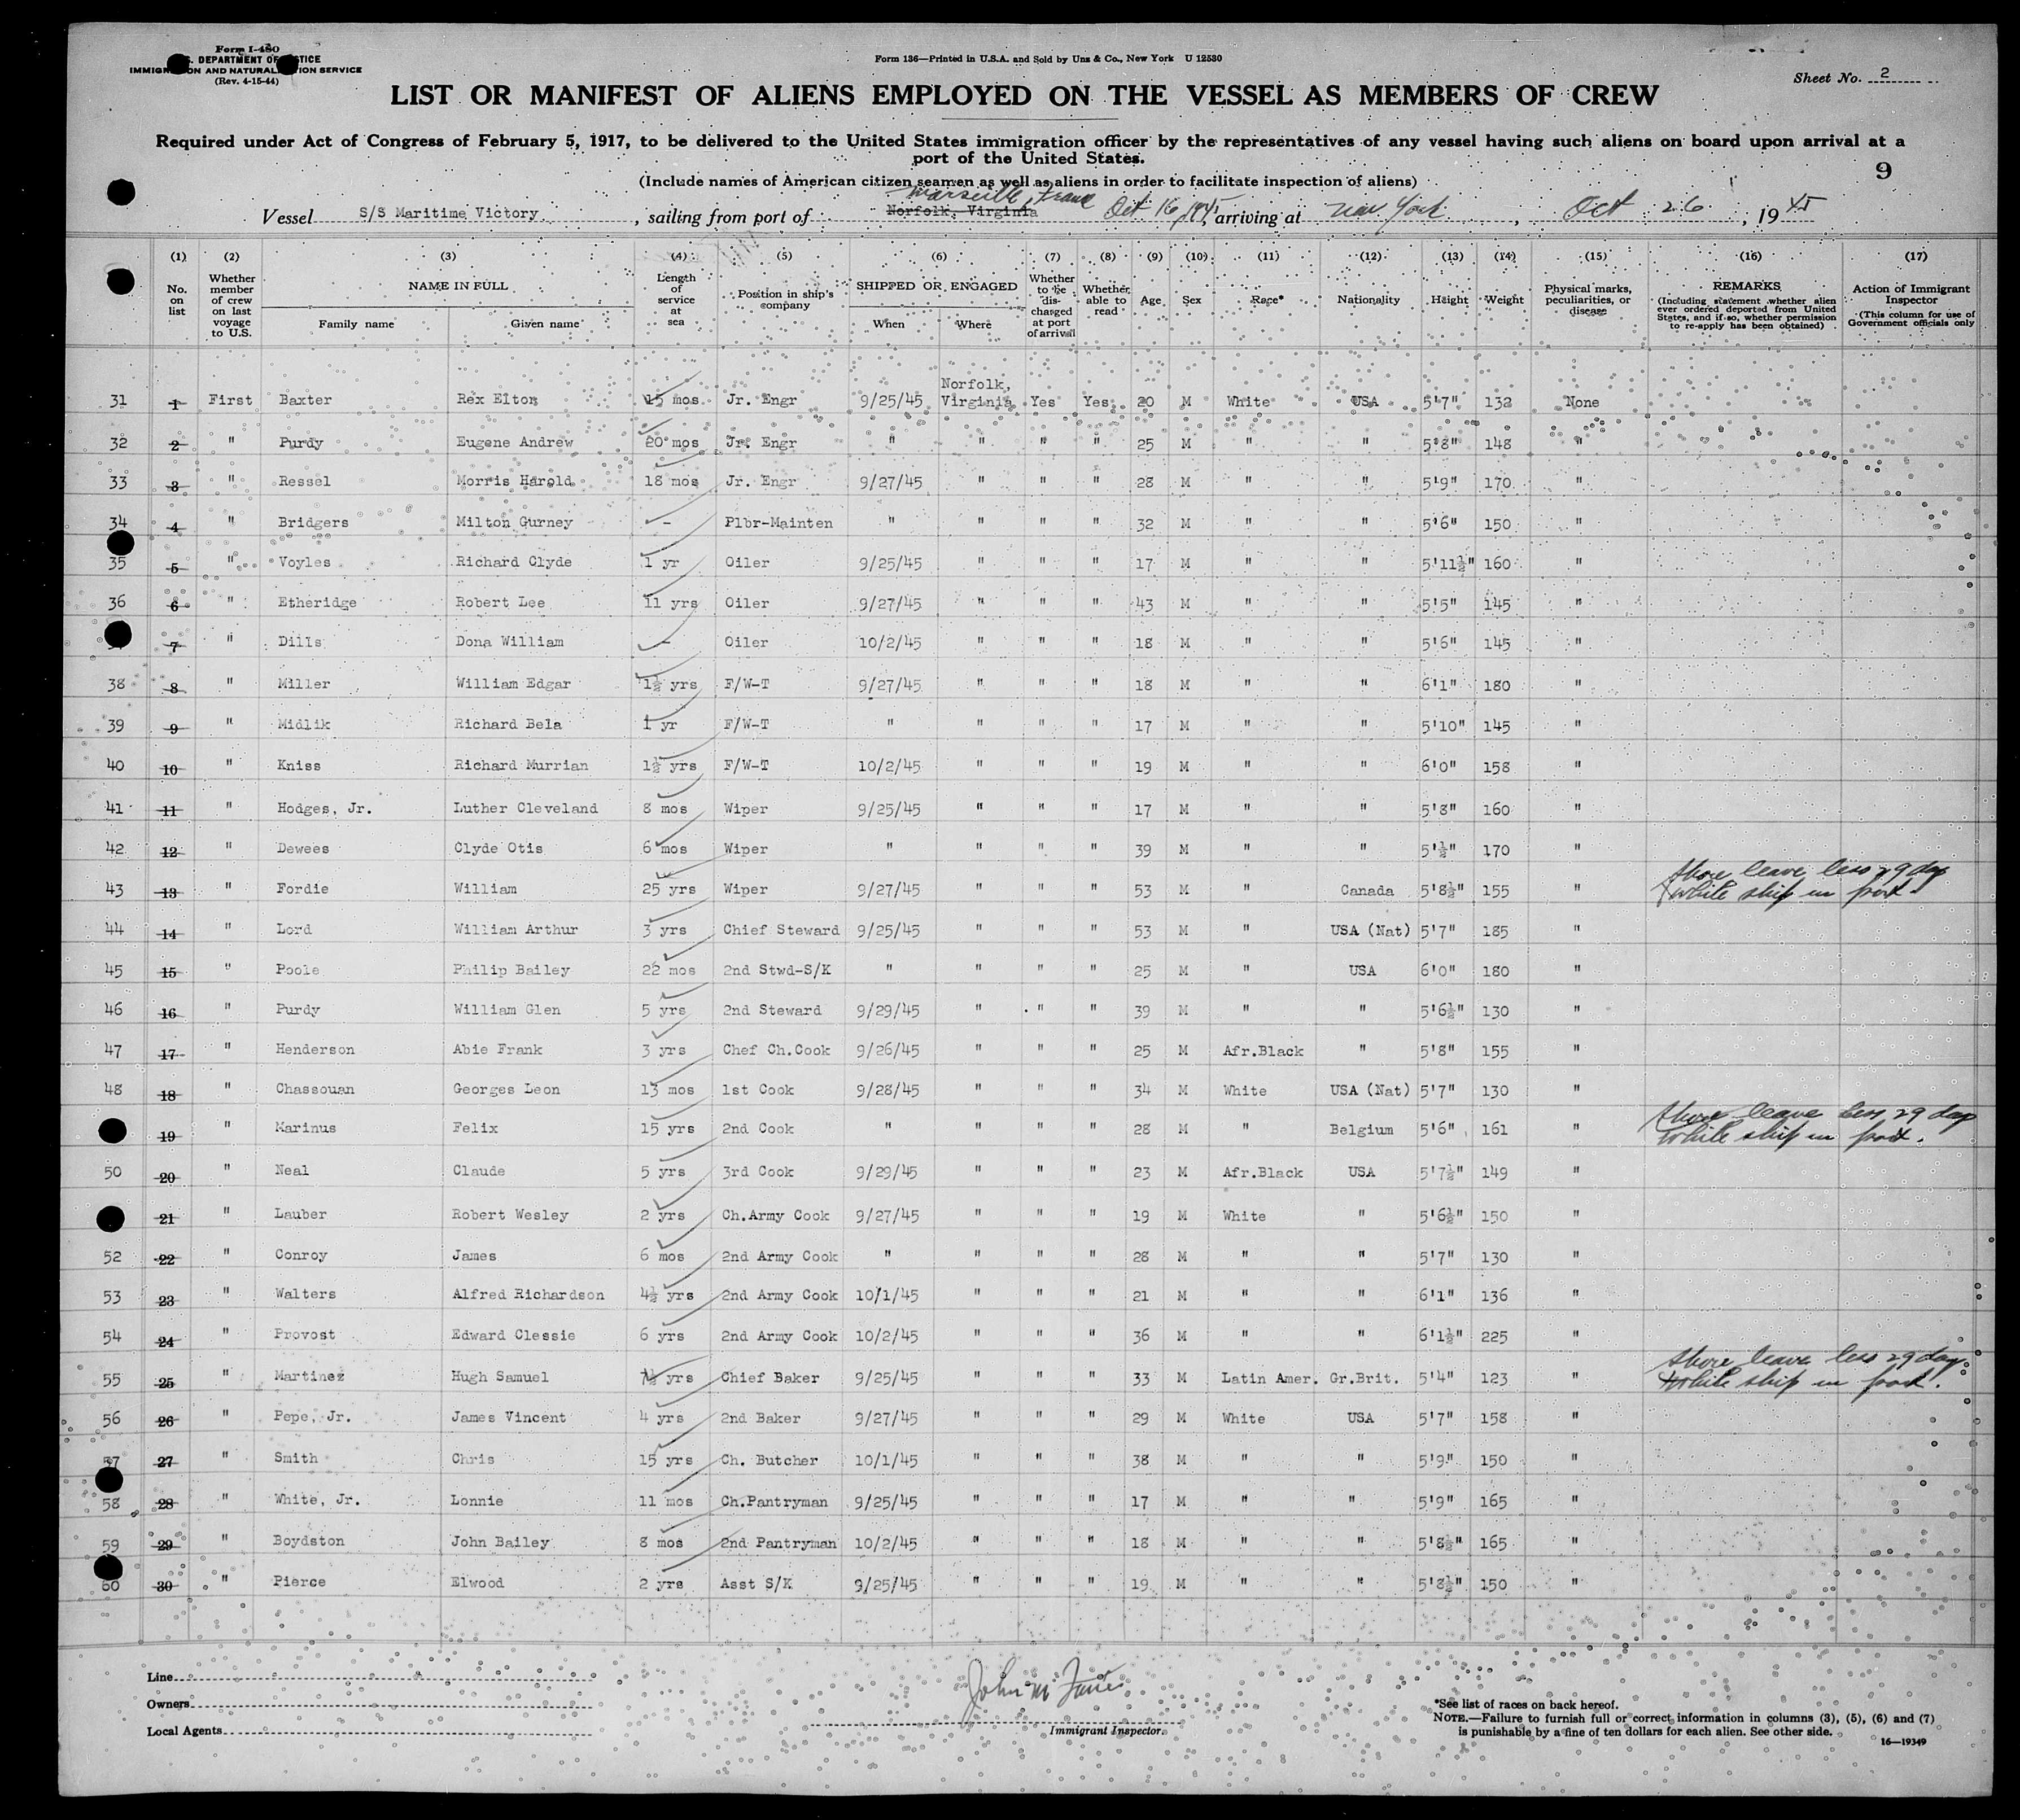 Form I-480
U.S. DEPARTMENT OF JUSTICE
IMMIGRATION AND NATURALIZATION SERVICE
(Rev. 4-15-44)
Form 136—Printed in U.S.A. and Sold by Unz & Co., New York U 12580
Sheet No. 2
LIST OR MANIFEST OF ALIENS EMPLOYED ON THE VESSEL AS MEMBERS OF CREW
Required under Act of Congress of February 5, 1917, to be delivered to the United States immigration officer by the representatives of any vessel having such aliens on board upon arrival at a
port of the United States.
9
(Include names of American citizen seamen as well as aliens in order to facilitate inspection of aliens)
Marseille, France
Vessel S/S Maritime Victory, sailing from port of Norfolk, Virginia Oct 16, 1945, arriving at New York, Oct 26, 1945
(1) (2) (3) (4) (5) (6) (7) (8) (9) (10) (11) (12) (13) (14) (15) (16) (17)
No. on list
Whether member of crew on last voyage to U.S.
NAME IN FULL
Family name
Given name
Length of service at sea
Position in ship's company
SHIPPED OR ENGAGED
When
Where
Whether to be discharged at port of arrival
Whether able to read
Age
Sex
Race*
Nationality
Height
Weight
Physical marks, peculiarities, or disease
REMARKS
(Including statement whether alien ever ordered deported from United States, and if so, whether permission to re-apply has been obtained)
Action of Immigrant Inspector
(This column for use of Government officials only
31 1 First Baxter Rex Elton 15 mos Jr. Engr 9/25/45 Norfolk, Virginia Yes Yes 20 M White USA 5'7" 132 None
32 2 " Purdy Eugene Andrew 20 mos Jr. Engr " " " " 25 M " " 5'8" 148 "
33 3 " Ressel Morris Harold 18 mos Jr. Engr 9/27/45 " " " 28 M " " 5'9" 170 "
34 4 " Bridgers Milton Gurney - Plbr-Mainten " " " " 32 M " " 5'6" 150 "
35 5 " Voyles Richard Clyde 1 yr Oiler 9/25/45 " " " 17 M " " 5'11½" 160 "
36 6 " Etheridge Robert Lee 11 yrs Oiler 9/27/45 " " " 43 M " " 5'5" 145 "
7 " Dills Dona William - Oiler 10/2/45 " " " 18 M " " 5'6" 145 "
38 8 " Miller William Edgar 1½ yrs F/W-T 9/27/45 " " " 18 M " " 6'1" 180 "
39 9 " Midlik Richard Bela 1 yr F/W-T " " " " 17 M " " 5'10" 145 "
40 10 " Kniss Richard Murrian 1½ yrs F/W-T 10/2/45 " " " 19 M " " 6'0" 158 "
41 11 " Hodges, Jr. Luther Cleveland 8 mos Wiper 9/25/45 " " " 17 M " " 5'8" 160 "
42 12 " Dewees Clyde Otis 6 mos Wiper " " " " 39 M " " 5'½" 170 "
43 13 " Fordie William 25 yrs Wiper 9/27/45 " " " 53 M " Canada 5'8½" 155 " Shore leave less 29 day while ship in port.
44 14 " Lord William Arthur 3 yrs Chief Steward 9/25/45 " " " 53 M " USA (Nat) 5'7" 185 "
45 15 " Poole Philip Bailey 22 mos 2nd Stwd-S/K " " " " 25 M " USA 6'0" 180 "
46 16 " Purdy William Glen 5 yrs 2nd Steward 9/29/45 " " " 39 M " " 5'6½" 130 "
47 17 " Henderson Abie Frank 3 yrs Chef Ch.Cook 9/26/45 " " " 25 M Afr.Black " 5'8" 155 "
48 18 " Chassouan Georges Leon 13 mos 1st Cook 9/28/45 " " " 34 M White USA (Nat) 5'7" 130 "
19 " Marinus Felix 15 yrs 2nd Cook " " " " 28 M " Belgium 5'6" 161 " Shore leave less 29 day while ship in port.
50 20 " Neal Claude 5 yrs 3rd Cook 9/29/45 " " " 23 M Afr.Black USA 5'7½" 149 "
21 " Lauber Robert Wesley 2 yrs Ch.Army Cook 9/27/45 " " " 19 M White " 5'6½" 150 "
52 22 " Conroy James 6 mos 2nd Army Cook " " " " 28 M " " 5'7" 130 "
53 23 " Walters Alfred Richardson 4½ yrs 2nd Army Cook 10/1/45 " " " 21 M " " 6'1" 136 "
54 24 " Provost Edward Clessie 6 yrs 2nd Army Cook 10/2/45 " " " 36 M " " 6'1½" 225 "
55 25 " Martinez Hugh Samuel 7½ yrs Chief Baker 9/25/45 " " " 33 M Latin Amer. Gr.Brit. 5'4" 123 " Shore leave less 29 day while ship in port.
56 26 " Pepe, Jr. James Vincent 4 yrs 2nd Baker 9/27/45 " " " 29 M White USA 5'7" 158 "
57 27 " Smith Chris 15 yrs Ch. Butcher 10/1/45 " " " 38 M " " 5'9" 150 "
58 28 " White, Jr. Lonnie 11 mos Ch.Pantryman 9/25/45 " " " 17 M " " 5'9" 165 "
59 29 " Boydston John Bailey 8 mos 2nd Pantryman 10/2/45 " " " 18 M " " 5'8½" 165 "
60 30 " Pierce Elwood 2 yrs Asst S/K 9/25/45 " " " 19 M " " 5'8½" 150 "
Line
Owners
Local Agents
John M
Immigrant Inspector.
*See list of races on back hereof.
NOTE.—Failure to furnish full or correct information in columns (3), (5), (6) and (7)
is punishable by a fine of ten dollars for each alien. See other side.
16—19349